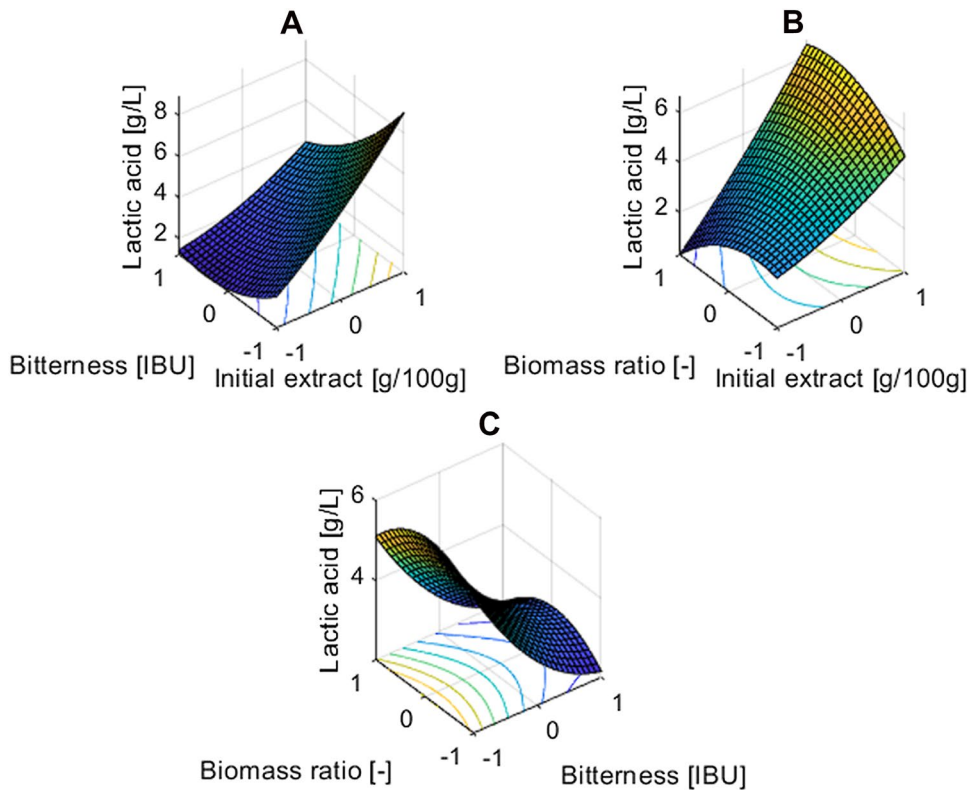 A
Lactic acid [g/L]
8
6
4
2
1
0
-1
Bitterness [IBU]
-1
0
1
Initial extract [g/100g]
B
Lactic acid [g/L]
6
4
2
1
0
-1
Biomass ratio [-]
-1
0
1
Initial extract [g/100g]
C
Lactic acid [g/L]
6
4
1
0
-1
Biomass ratio [-]
-1
0
1
Bitterness [IBU]